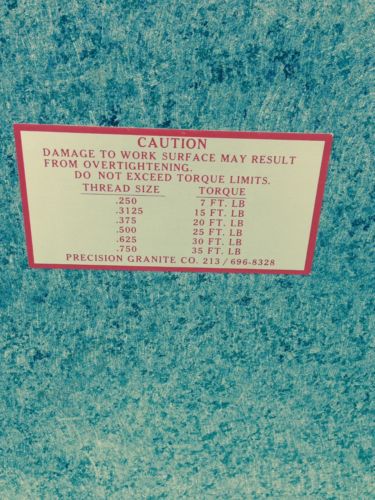 CAUTION
DAMAGE TO WORK SURFACE MAY RESULT
FROM OVERTIGHTENING.
DO NOT EXCEED TORQUE LIMITS.
THREAD SIZE TORQUE
.250 7 FT. LB
.3125 15 FT. LB
.375 20 FT. LB
.500 25 FT. LB
.625 30 FT. LB
.750 35 FT. LB
PRECISION GRANITE CO. 213/696-8328